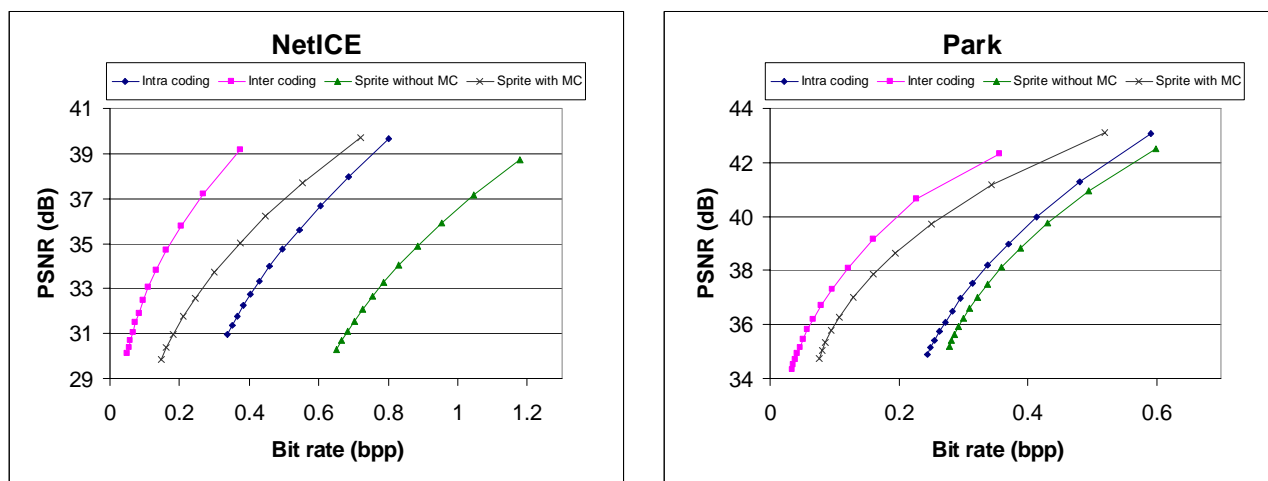 NetICE
Intra coding Inter coding Sprite without MC Sprite with MC
41
39
37
35
33
31
29
PSNR (dB)
0 0.2 0.4 0.6 0.8 1 1.2
Bit rate (bpp)
Park
Intra coding Inter coding Sprite without MC Sprite with MC
44
42
40
38
36
34
PSNR (dB)
0 0.2 0.4 0.6
Bit rate (bpp)